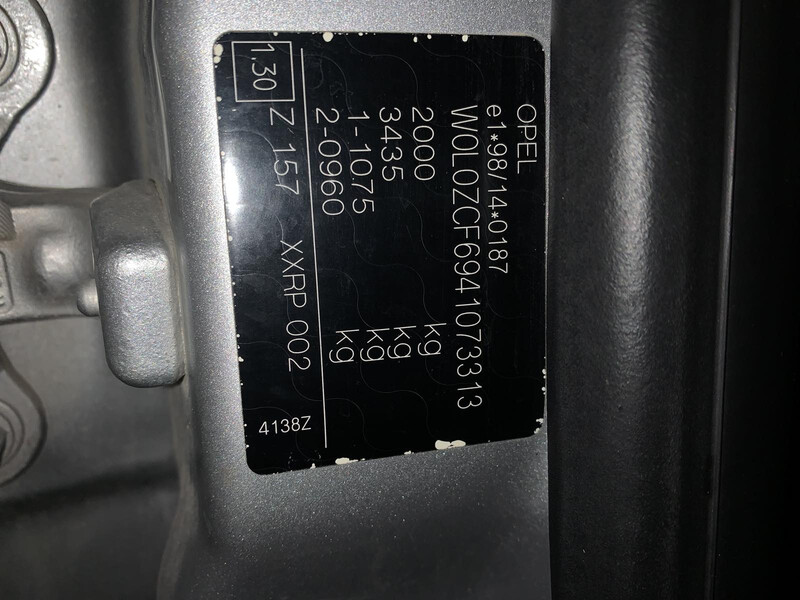 OPEL
e1*98/14*0187
W0L0ZCF6941073313
2000 kg
3435 kg
1-1075 kg
2-0960 kg
1.30 Z 157 XXRP 002
4138Z